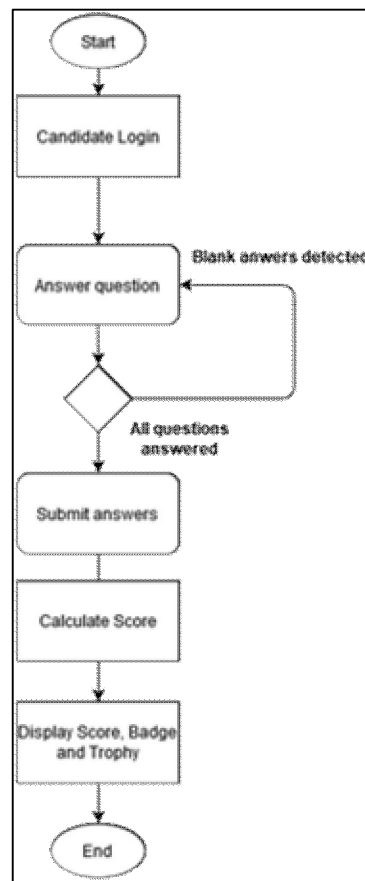 Start
Candidate Login
Blank anwers detected
Answer question
All questions
answered
Submit answers
Calculate Score
Display Score, Badge
and Trophy
End